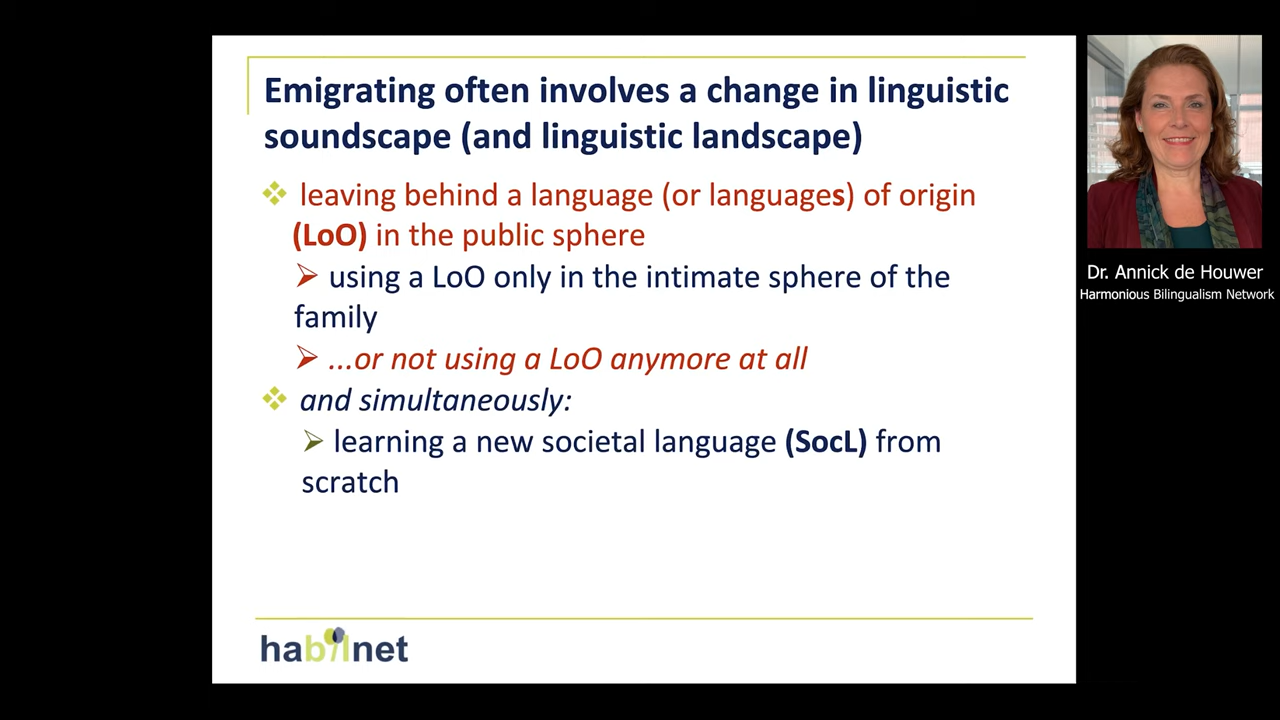 Emigrating often involves a change in linguistic
soundscape (and linguistic landscape)
leaving behind a language (or languages) of origin
(LoO) in the public sphere
using a LoO only in the intimate sphere of the
family
...or not using a LoO anymore at all
and simultaneously:
learning a new societal language (SocL) from
scratch
habilnet
Dr. Annick de Houwer
Harmonious Bilingualism Network